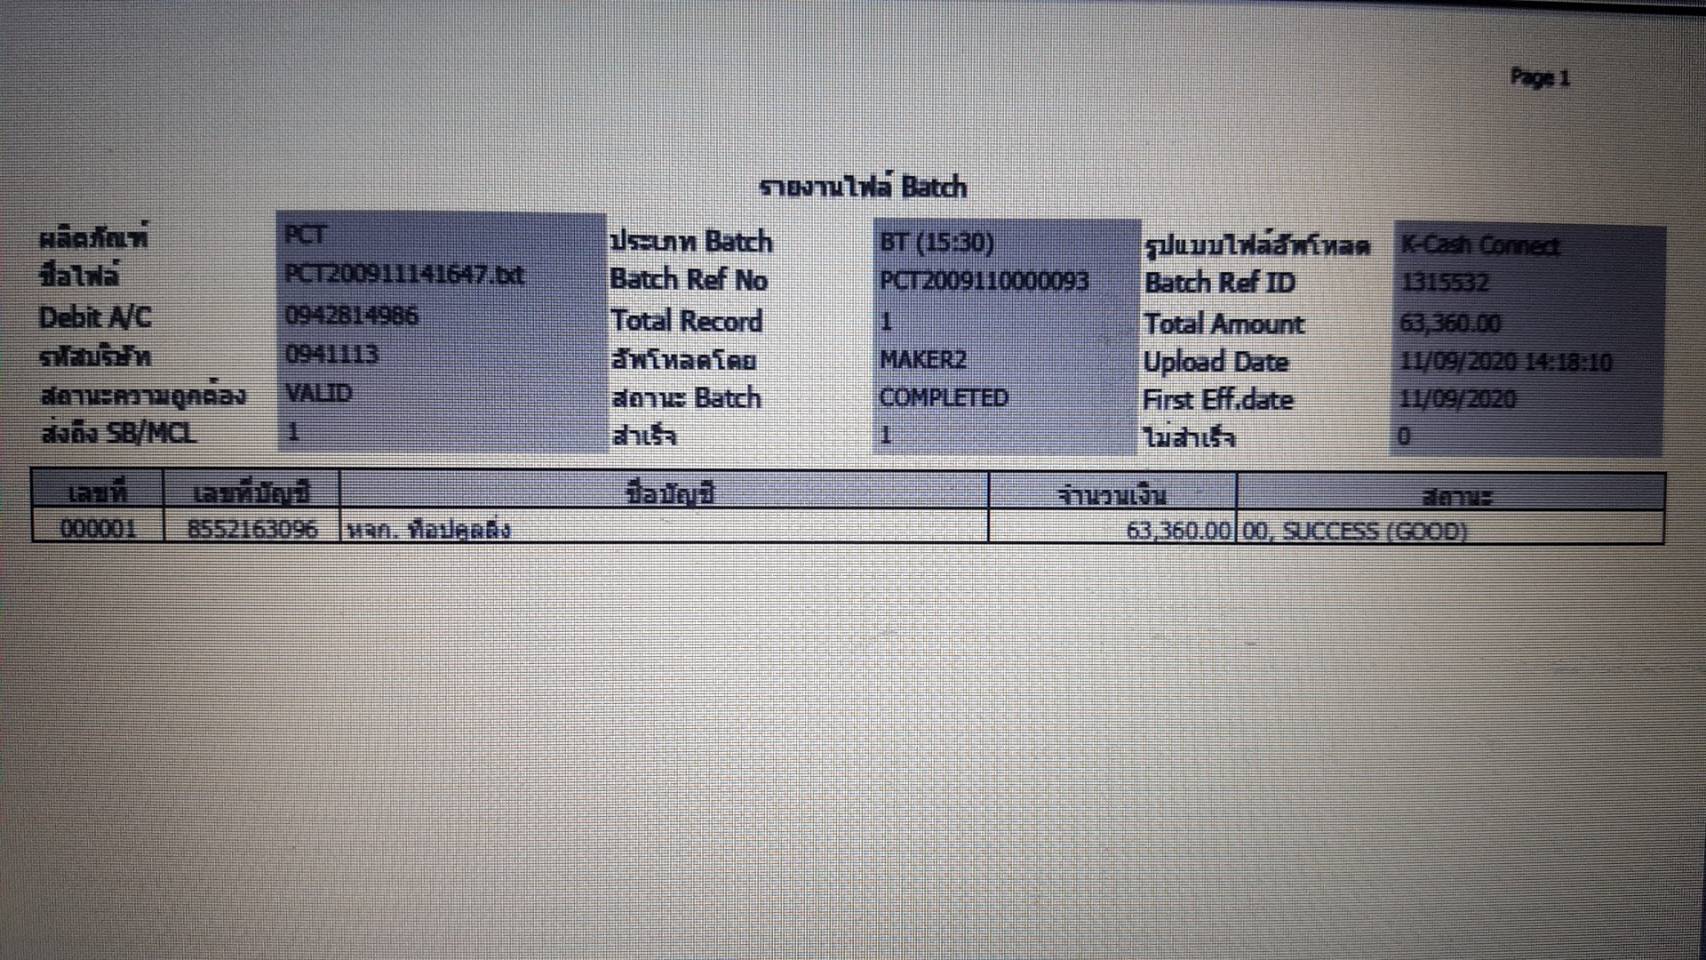 Page 1
รายงานไฟล์ Batch
ผลิตภัณฑ์ PCT ประเภท Batch BT (15:30) รูปแบบไฟล์อัพโหลด K-Cash Connect
ชื่อไฟล์ PCT200911141647.txt Batch Ref No PCT2009110000093 Batch Ref ID 1315532
Debit A/C 0942814986 Total Record 1 Total Amount 63,360.00
รหัสบริษัท 0941113 อัพโหลดโดย MAKER2 Upload Date 11/09/2020 14:18:10
สถานะความถูกต้อง VALID สถานะ Batch COMPLETED First Eff.date 11/09/2020
ส่งถึง SB/MCL 1 สำเร็จ 1 ไม่สำเร็จ 0
เลขที่ เลขที่บัญชี ชื่อบัญชี จำนวนเงิน สถานะ
000001 8552163096 หจก. ท๊อปคูลลิ่ง 63,360.00 00, SUCCESS (GOOD)